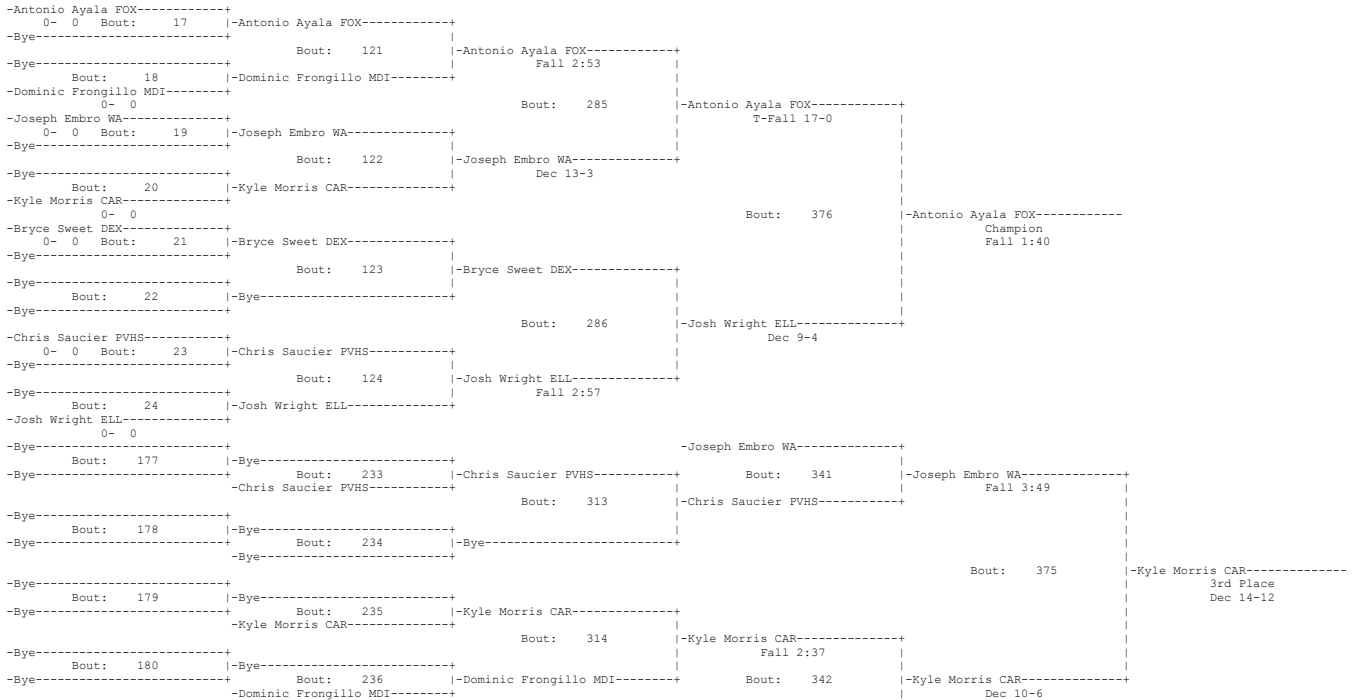 -Antonio Ayala FOX------------+
0- 0 Bout: 17 |-Antonio Ayala FOX------------+
-Bye--------------------------+ |
Bout: 121 |-Antonio Ayala FOX------------+
-Bye--------------------------+ | Fall 2:53 |
Bout: 18 |-Dominic Frongillo MDI--------+ |
-Dominic Frongillo MDI--------+ |
0- 0 Bout: 285 |-Antonio Ayala FOX------------+
-Joseph Embro WA--------------+ | T-Fall 17-0 |
0- 0 Bout: 19 |-Joseph Embro WA--------------+ | |
-Bye--------------------------+ | | |
Bout: 122 |-Joseph Embro WA--------------+ |
-Bye--------------------------+ | Dec 13-3 |
Bout: 20 |-Kyle Morris CAR--------------+ |
-Kyle Morris CAR--------------+ |
0- 0 Bout: 376 |-Antonio Ayala FOX------------
-Bryce Sweet DEX--------------+ | Champion
0- 0 Bout: 21 |-Bryce Sweet DEX--------------+ | Fall 1:40
-Bye--------------------------+ | |
Bout: 123 |-Bryce Sweet DEX--------------+ |
-Bye--------------------------+ | | |
Bout: 22 |-Bye--------------------------+ | |
-Bye--------------------------+ | |
Bout: 286 |-Josh Wright ELL--------------+
-Chris Saucier PVHS-----------+ | Dec 9-4
0- 0 Bout: 23 |-Chris Saucier PVHS-----------+ |
-Bye--------------------------+ | |
Bout: 124 |-Josh Wright ELL--------------+
-Bye--------------------------+ | Fall 2:57
Bout: 24 |-Josh Wright ELL--------------+
-Josh Wright ELL--------------+
0- 0
-Bye--------------------------+ -Joseph Embro WA--------------+
Bout: 177 |-Bye--------------------------+ |
-Bye--------------------------+ Bout: 233 |-Chris Saucier PVHS-----------+ Bout: 341 |-Joseph Embro WA--------------+
-Chris Saucier PVHS-----------+ | | Fall 3:49 |
Bout: 313 |-Chris Saucier PVHS-----------+ |
-Bye--------------------------+ | |
Bout: 178 |-Bye--------------------------+ | |
-Bye--------------------------+ Bout: 234 |-Bye--------------------------+ |
-Bye--------------------------+ |
Bout: 375 |-Kyle Morris CAR--------------
-Bye--------------------------+ | 3rd Place
Bout: 179 |-Bye--------------------------+ | Dec 14-12
-Bye--------------------------+ Bout: 235 |-Kyle Morris CAR--------------+ |
-Kyle Morris CAR--------------+ | |
Bout: 314 |-Kyle Morris CAR--------------+ |
-Bye--------------------------+ | Fall 2:37 | |
Bout: 180 |-Bye--------------------------+ | | |
-Bye--------------------------+ Bout: 236 |-Dominic Frongillo MDI--------+ Bout: 342 |-Kyle Morris CAR--------------+
-Dominic Frongillo MDI--------+ | Dec 10-6